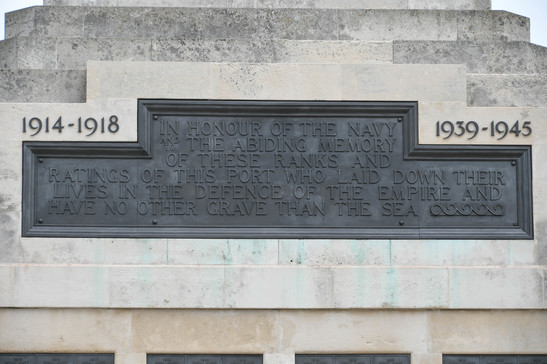 1914-1918
1939-1945
IN HONOUR OF THE NAVY
AND THE ABIDING MEMORY
OF THESE RANKS AND
RATINGS OF THIS PORT WHO LAID DOWN THEIR
LIVES IN THE DEFENCE OF THE EMPIRE AND
HAVE NO OTHER GRAVE THAN THE SEA